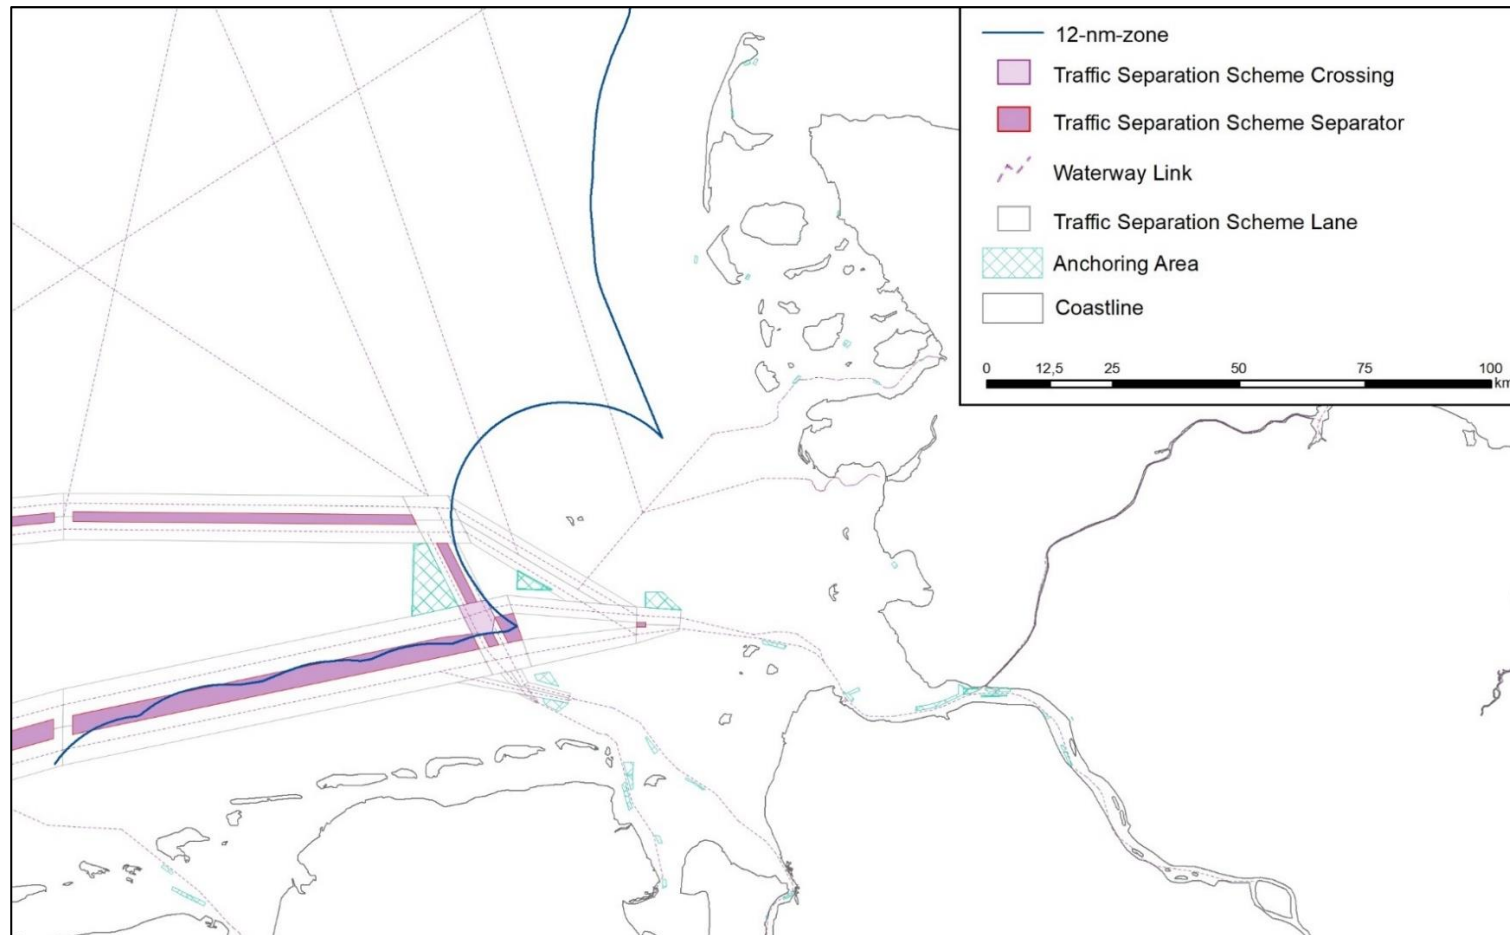 12-nm-zone
Traffic Separation Scheme Crossing
Traffic Separation Scheme Separator
Waterway Link
Traffic Separation Scheme Lane
Anchoring Area
Coastline
0 12,5 25 50 75 100
km